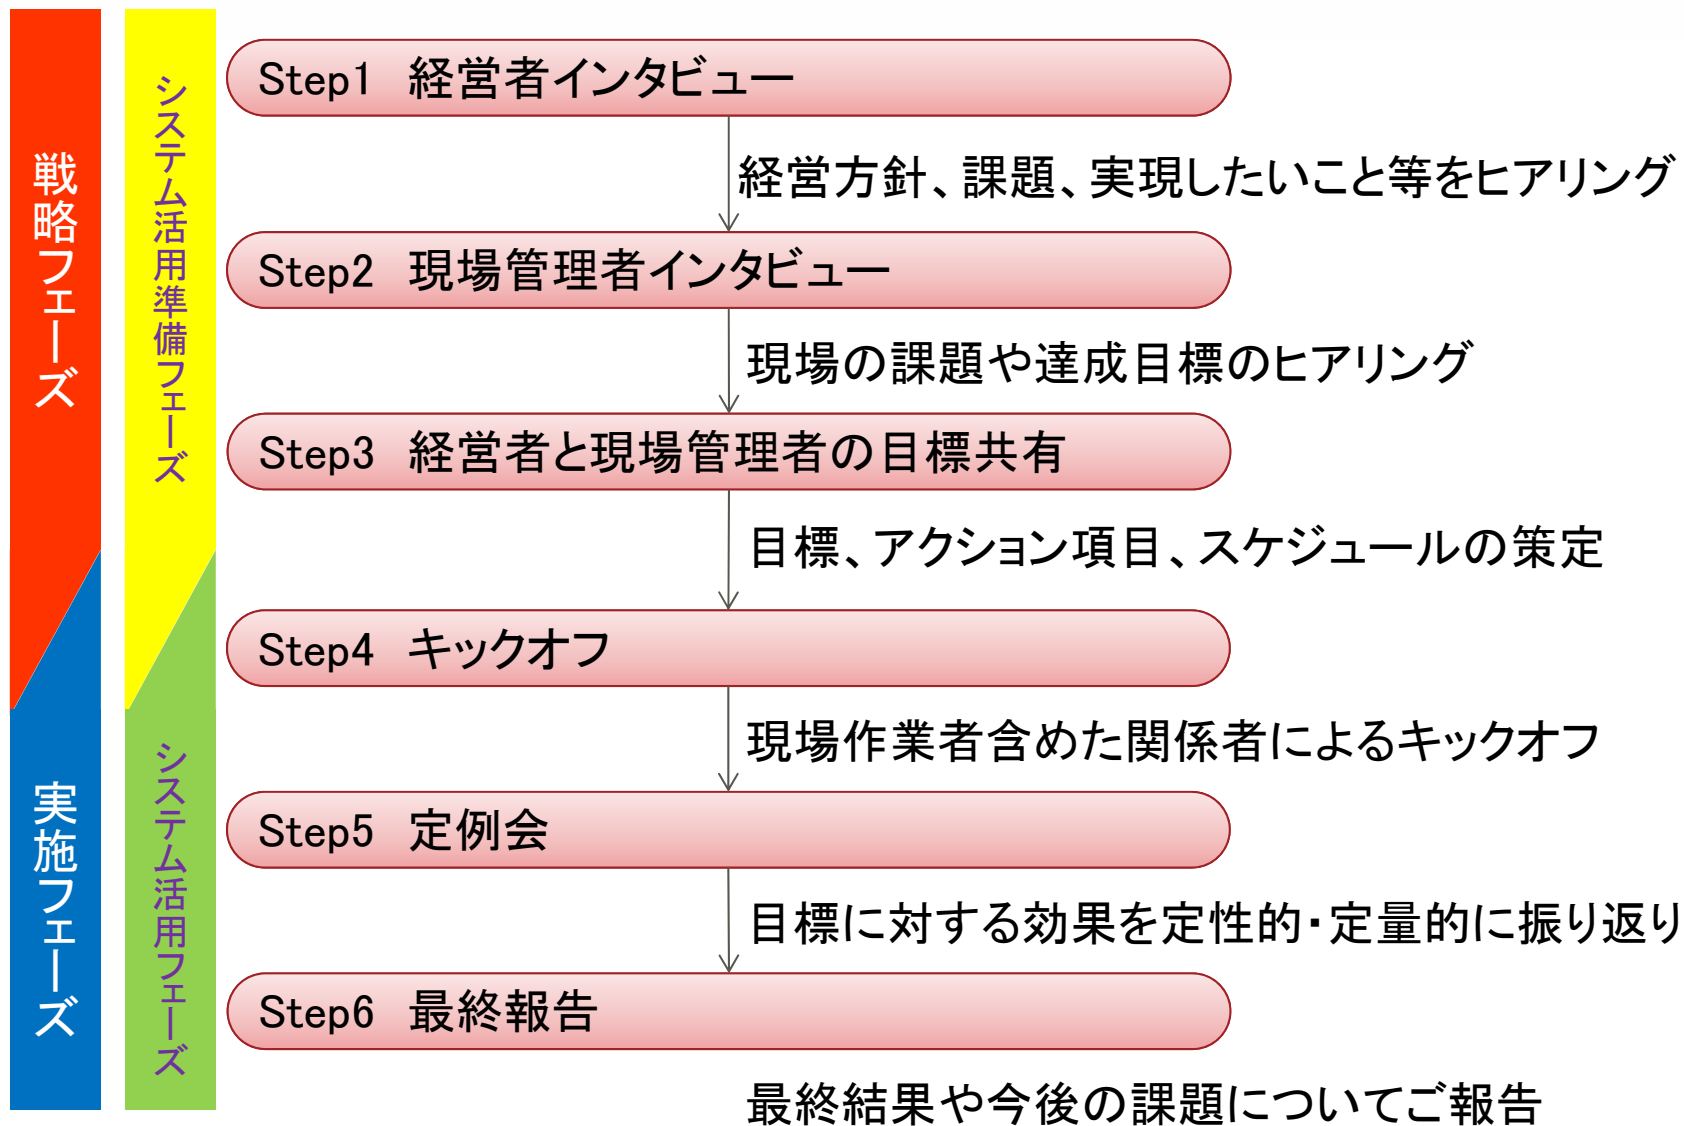 戦略フェーズ
実施フェーズ
システム活用準備フェーズ
システム活用フェーズ
Step1 経営者インタビュー
経営方針、課題、実現したいこと等をヒアリング
Step2 現場管理者インタビュー
現場の課題や達成目標のヒアリング
Step3 経営者と現場管理者の目標共有
目標、アクション項目、スケジュールの策定
Step4 キックオフ
現場作業者含めた関係者によるキックオフ
Step5 定例会
目標に対する効果を定性的・定量的に振り返り
Step6 最終報告
最終結果や今後の課題についてご報告